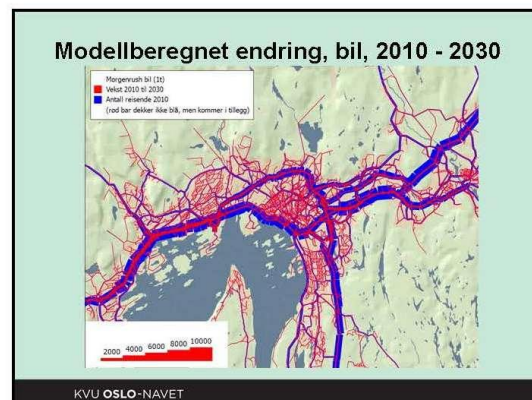 Modellberegnet endring, bil, 2010 - 2030
Morgenrush bil (1t)
Vekst 2010 til 2030
Antall reisende 2010
(rød bar dekker ikke blå, men kommer i tillegg)
2000 4000 6000 8000 10000
KVU OSLO-NAVET